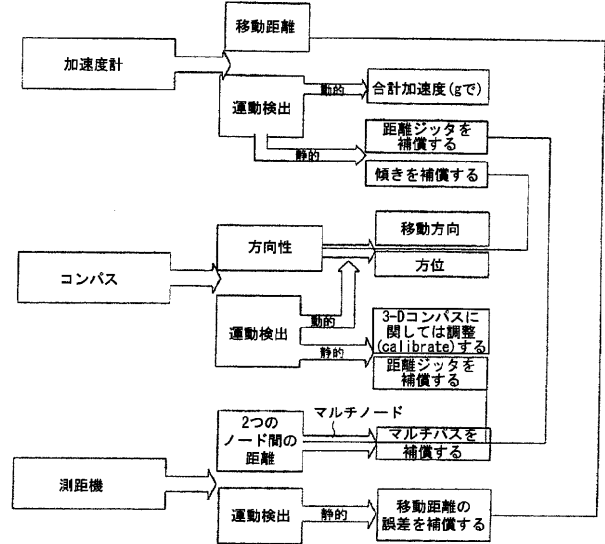 移動距離
加速度計
運動検出
動的
合計加速度(gで)
静的
距離ジッタを
補償する
傾きを補償する
コンパス
方向性
移動方向
方位
運動検出
動的
静的
3-Dコンパスに
関しては調整
(calibrate)する
距離ジッタを
補償する
測距機
2つの
ノード間の
距離
マルチノード
マルチパスを
補償する
運動検出
静的
移動距離の
誤差を補償する